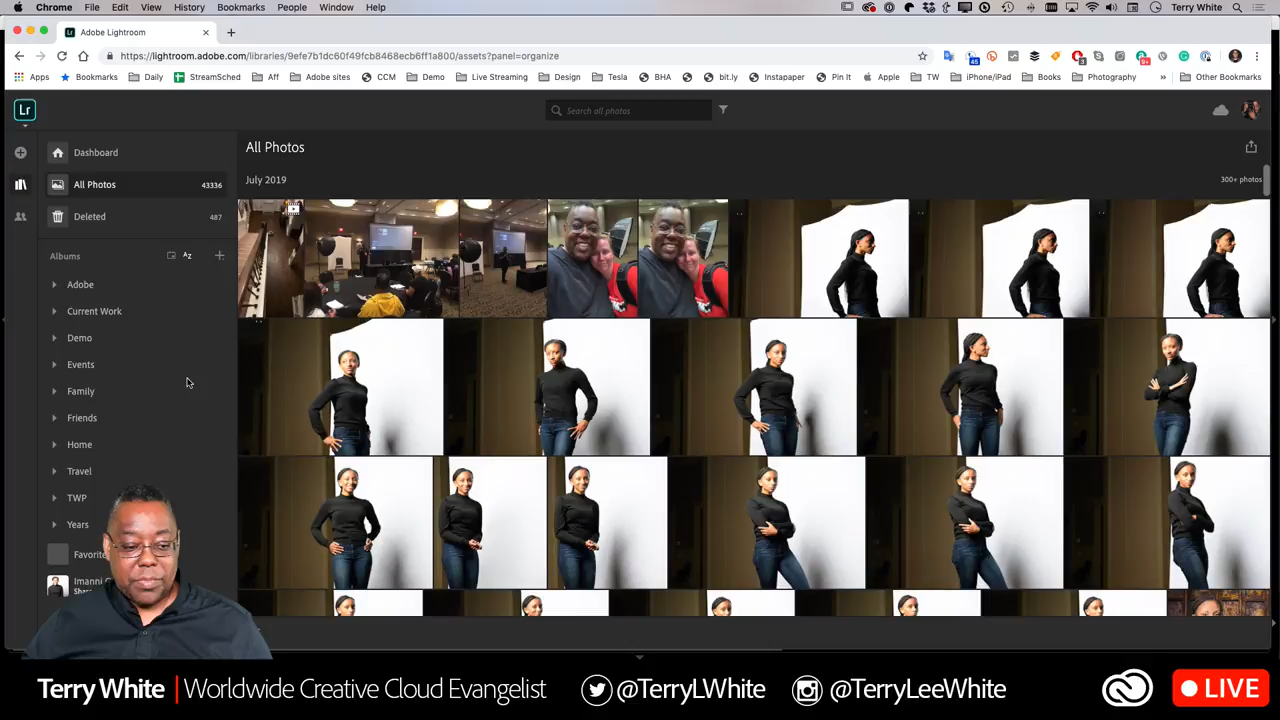 Chrome File Edit View History Bookmarks People Window Help
Terry White
Adobe Lightroom
https://lightroom.adobe.com/libraries/9efe7b1dc60f49fcb8468ecb6ff1a800/assets?panel=organize
Apps Bookmarks Daily StreamSched Aff Adobe sites CCM Demo Live Streaming Design Tesla BHA bit.ly Instapaper Pin It Apple TW iPhone/iPad Books Photography » Other Bookmarks
Lr
Search all photos
Dashboard
All Photos 43336
Deleted 487
Albums
Adobe
Current Work
Demo
Events
Family
Friends
Home
Travel
TWP
Years
All Photos
July 2019
300+ photos
Terry White | Worldwide Creative Cloud Evangelist @TerryLWhite @TerryLeeWhite LIVE